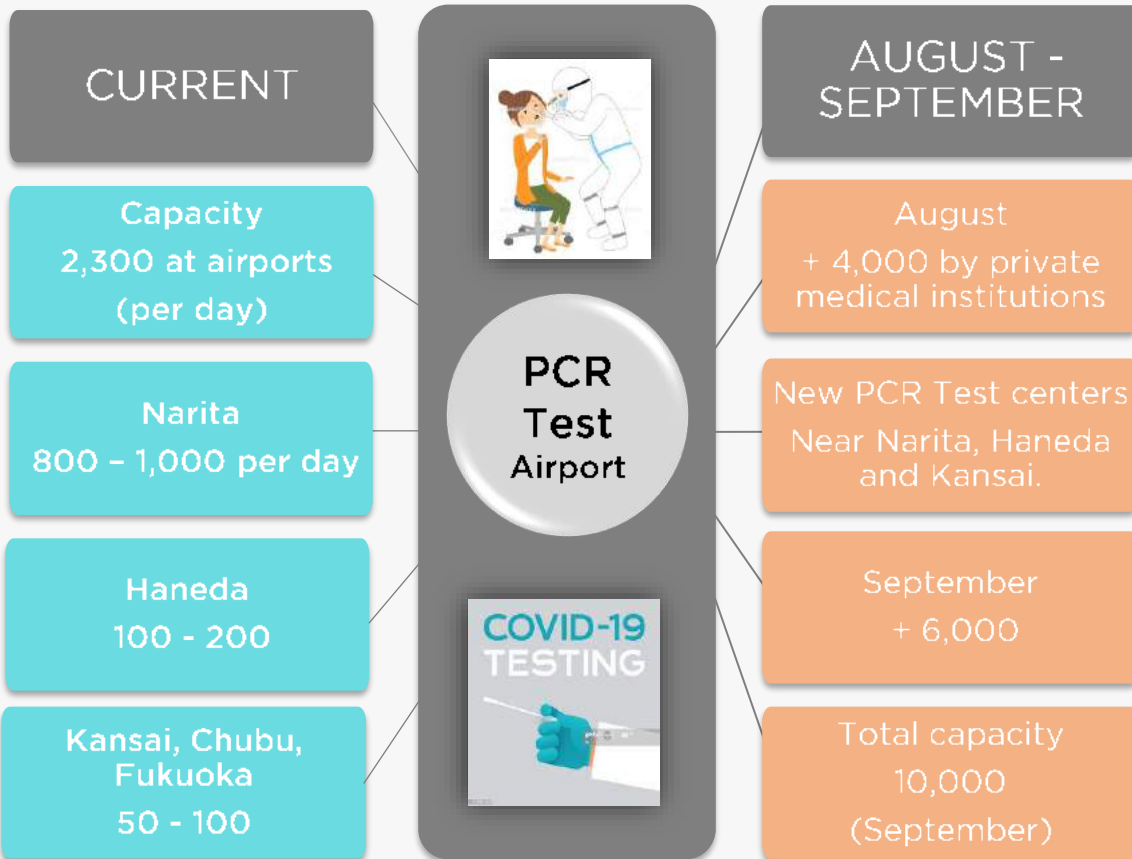 CURRENT
Capacity
2,300 at airports
(per day)
Narita
800 – 1,000 per day
Haneda
100 - 200
Kansai, Chubu,
Fukuoka
50 - 100
PCR
Test
Airport
COVID-19
TESTING
AUGUST -
SEPTEMBER
August
+ 4,000 by private
medical institutions
New PCR Test centers
Near Narita, Haneda
and Kansai.
September
+ 6,000
Total capacity
10,000
(September)